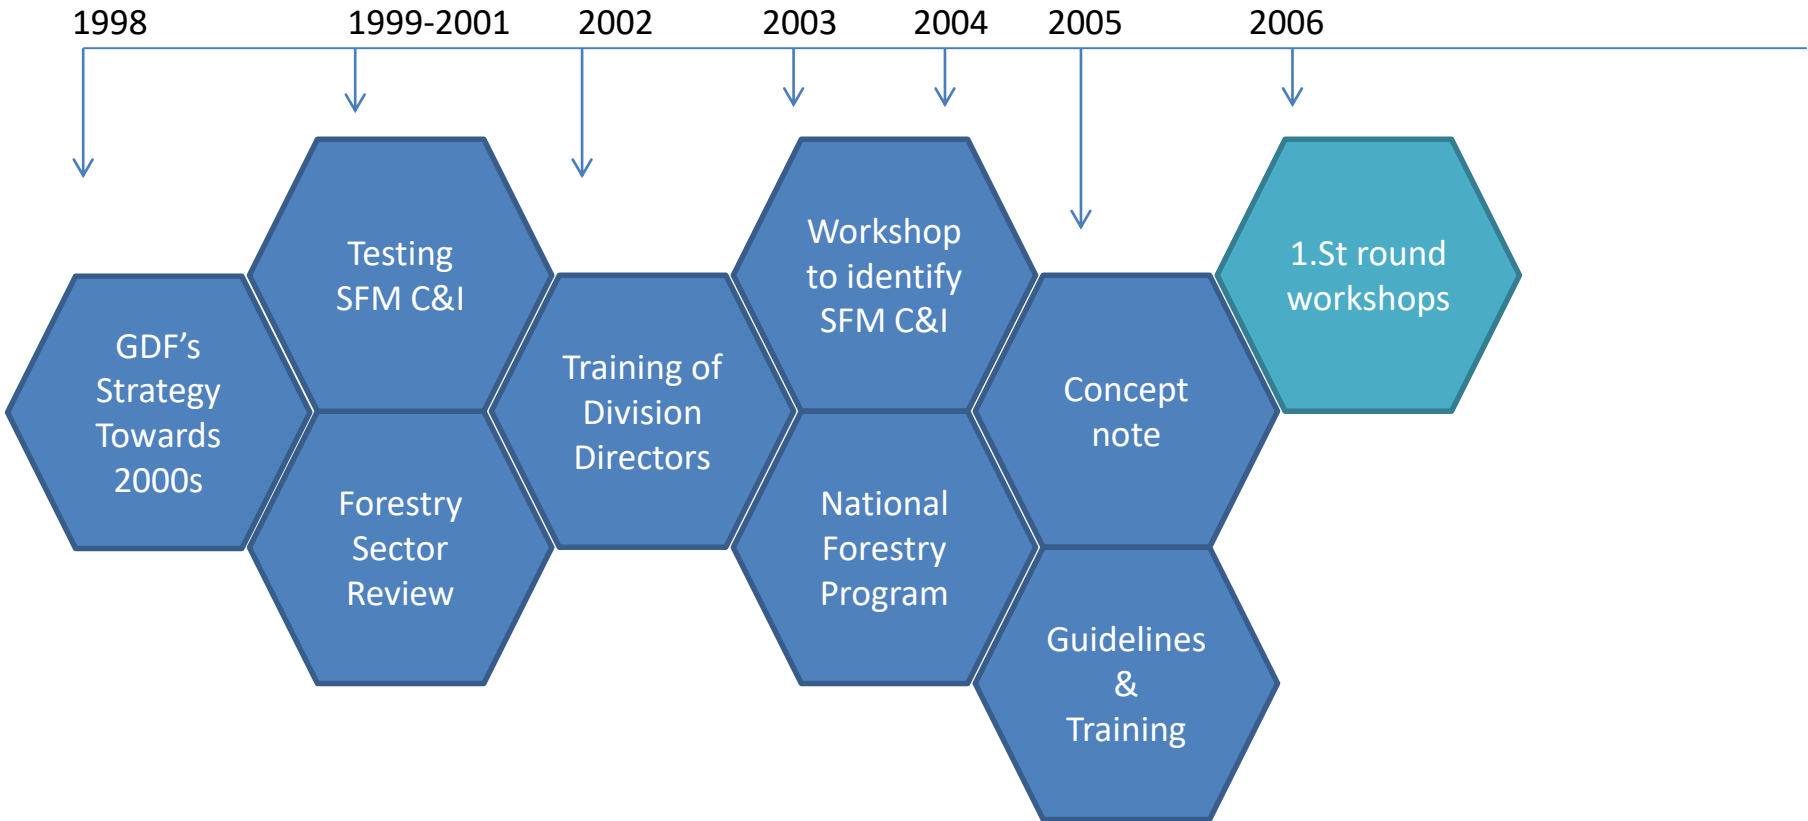 1998 1999-2001 2002 2003 2004 2005 2006
GDF’s
Strategy
Towards
2000s
Testing
SFM C&I
Forestry
Sector
Review
Training of
Division
Directors
Workshop
to identify
SFM C&I
National
Forestry
Program
Concept
note
Guidelines
&
Training
1.St round
workshops